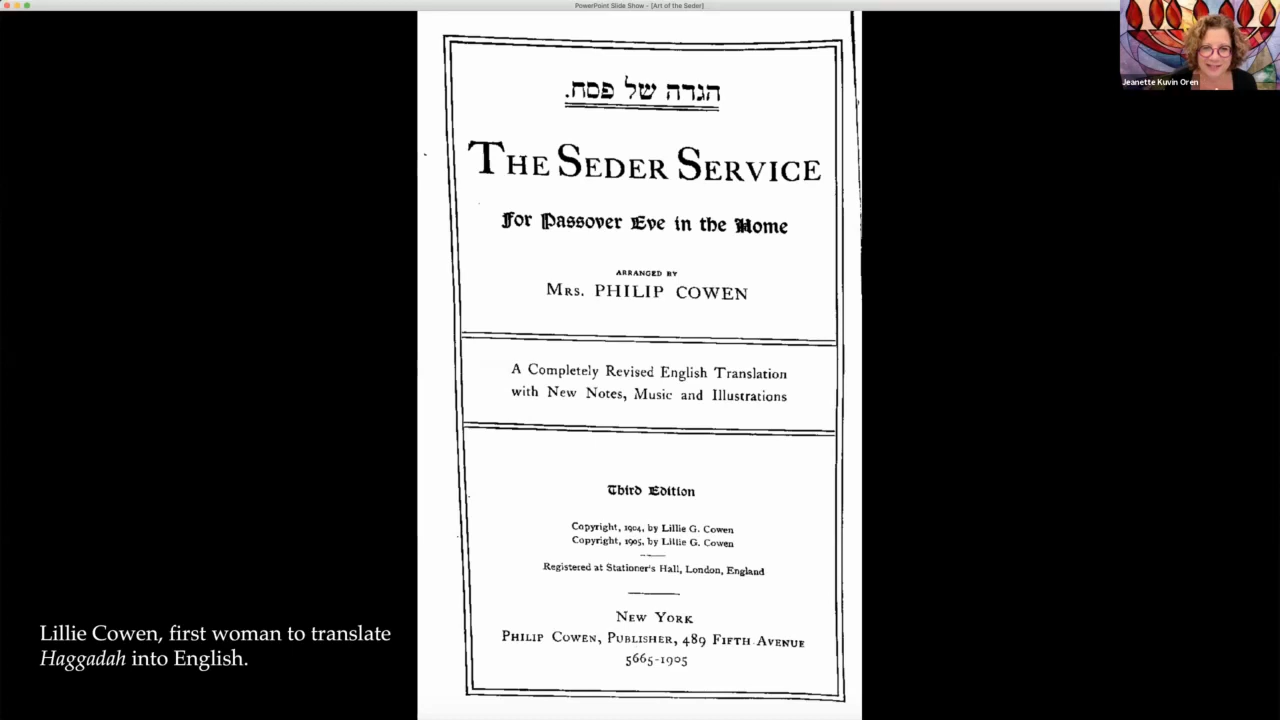 PowerPoint Slide Show - [Art of the Seder]
Jeanette Kuvin Oren
הגדה של פסח.
THE SEDER SERVICE
For Passover Eve in the Home
ARRANGED BY
MRS. PHILIP COWEN
A Completely Revised English Translation
with New Notes, Music and Illustrations
Third Edition
Copyright, 1904, by Lillie G. Cowen
Copyright, 1905, by Lillie G. Cowen
Registered at Stationer's Hall, London, England
NEW YORK
PHILIP COWEN, PUBLISHER, 489 FIFTH AVENUE
5665-1905
Lillie Cowen, first woman to translate
Haggadah into English.